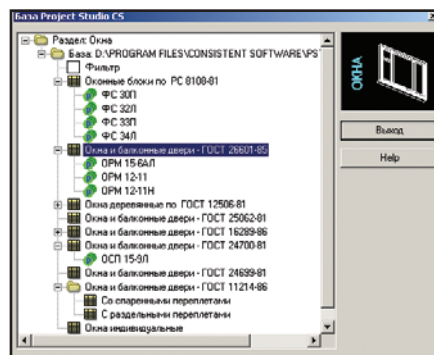 База Project Studio CS
Раздел: Окна
База: D:\PROGRAM FILES\CONSISTENT SOFTWARE\PS
Фильтр
Оконные блоки по РС 8108-81
ФС 30П
ФС 32Л
ФС 33П
ФС 34Л
Окна и балконные двери - ГОСТ 26601-85
ОРМ 15-6АЛ
ОРМ 12-11
ОРМ 12-11Н
Окна деревянные по ГОСТ 12506-81
Окна и балконные двери - ГОСТ 25062-81
Окна и балконные двери - ГОСТ 16289-86
Окна и балконные двери - ГОСТ 24700-81
ОСП 15-9Л
Окна и балконные двери - ГОСТ 24699-81
Окна и балконные двери - ГОСТ 11214-86
Со спаренными переплетами
С раздельными переплетами
Окна индивидуальные
ОКНА
Выход
Help